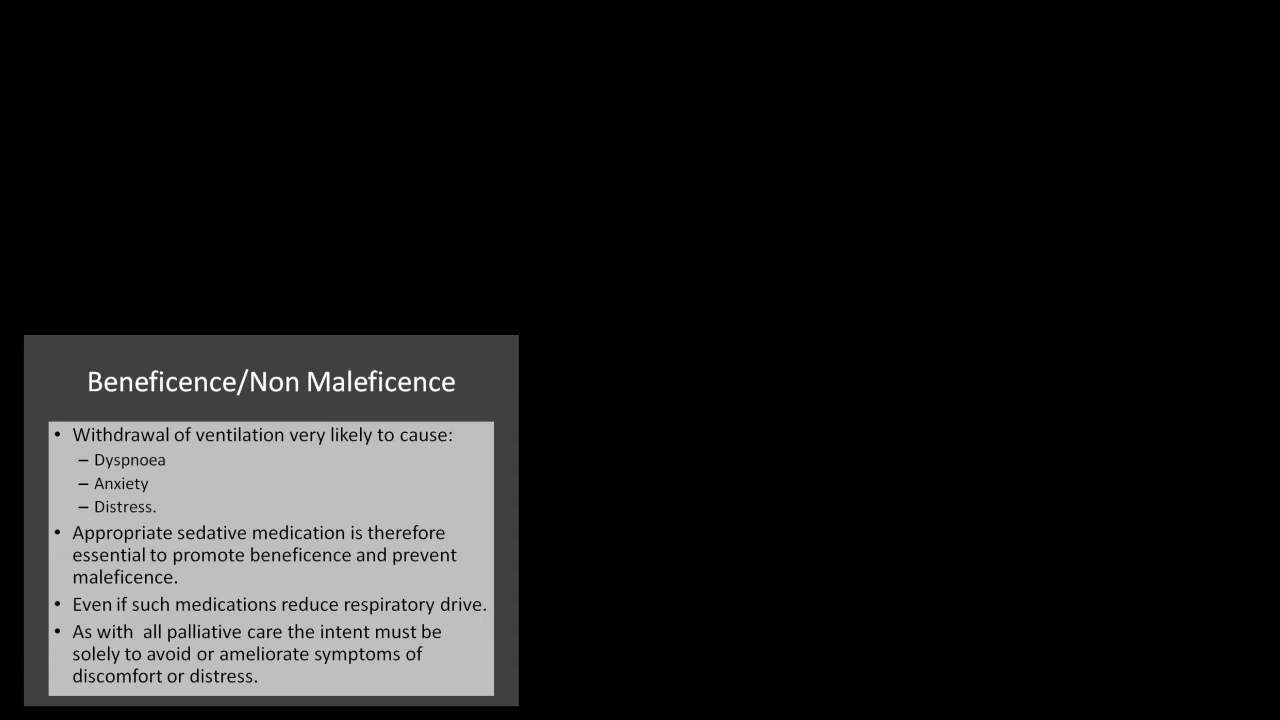 Beneficence/Non Maleficence
• Withdrawal of ventilation very likely to cause:
– Dyspnoea
– Anxiety
– Distress.
• Appropriate sedative medication is therefore
essential to promote beneficence and prevent
maleficence.
• Even if such medications reduce respiratory drive.
• As with  all palliative care the intent must be
solely to avoid or ameliorate symptoms of
discomfort or distress.